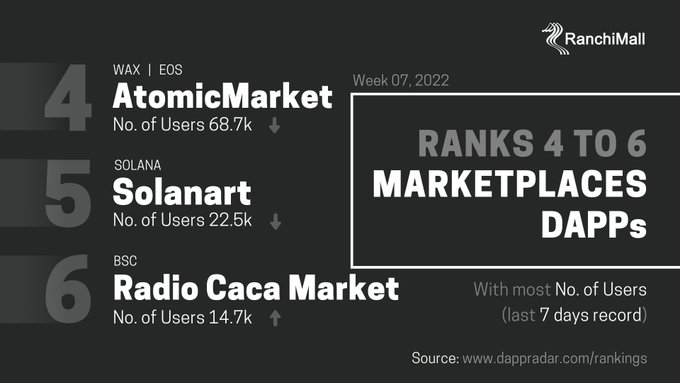 RanchiMall
4
WAX | EOS
AtomicMarket
No. of Users 68.7k
5
SOLANA
Solanart
No. of Users 22.5k
6
BSC
Radio Caca Market
No. of Users 14.7k
Week 07, 2022
RANKS 4 TO 6
MARKETPLACES
DAPPs
With most No. of Users
(last 7 days record)
Source: www.dappradar.com/rankings